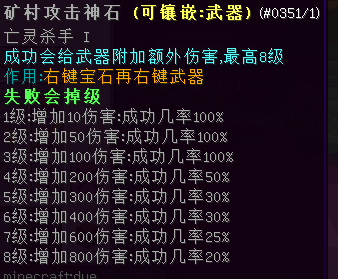 矿村攻击神石 (可镶嵌:武器) (#0351/1)
亡灵杀手 I
成功会给武器附加额外伤害,最高8级
作用:右键宝石再右键武器
失败会掉级
1级:增加10伤害:成功几率100%
2级:增加50伤害:成功几率100%
3级:增加100伤害:成功几率100%
4级:增加200伤害:成功几率50%
5级:增加300伤害:成功几率30%
6级:增加400伤害:成功几率30%
7级:增加600伤害:成功几率25%
8级:增加800伤害:成功几率20%
minecraft:dye